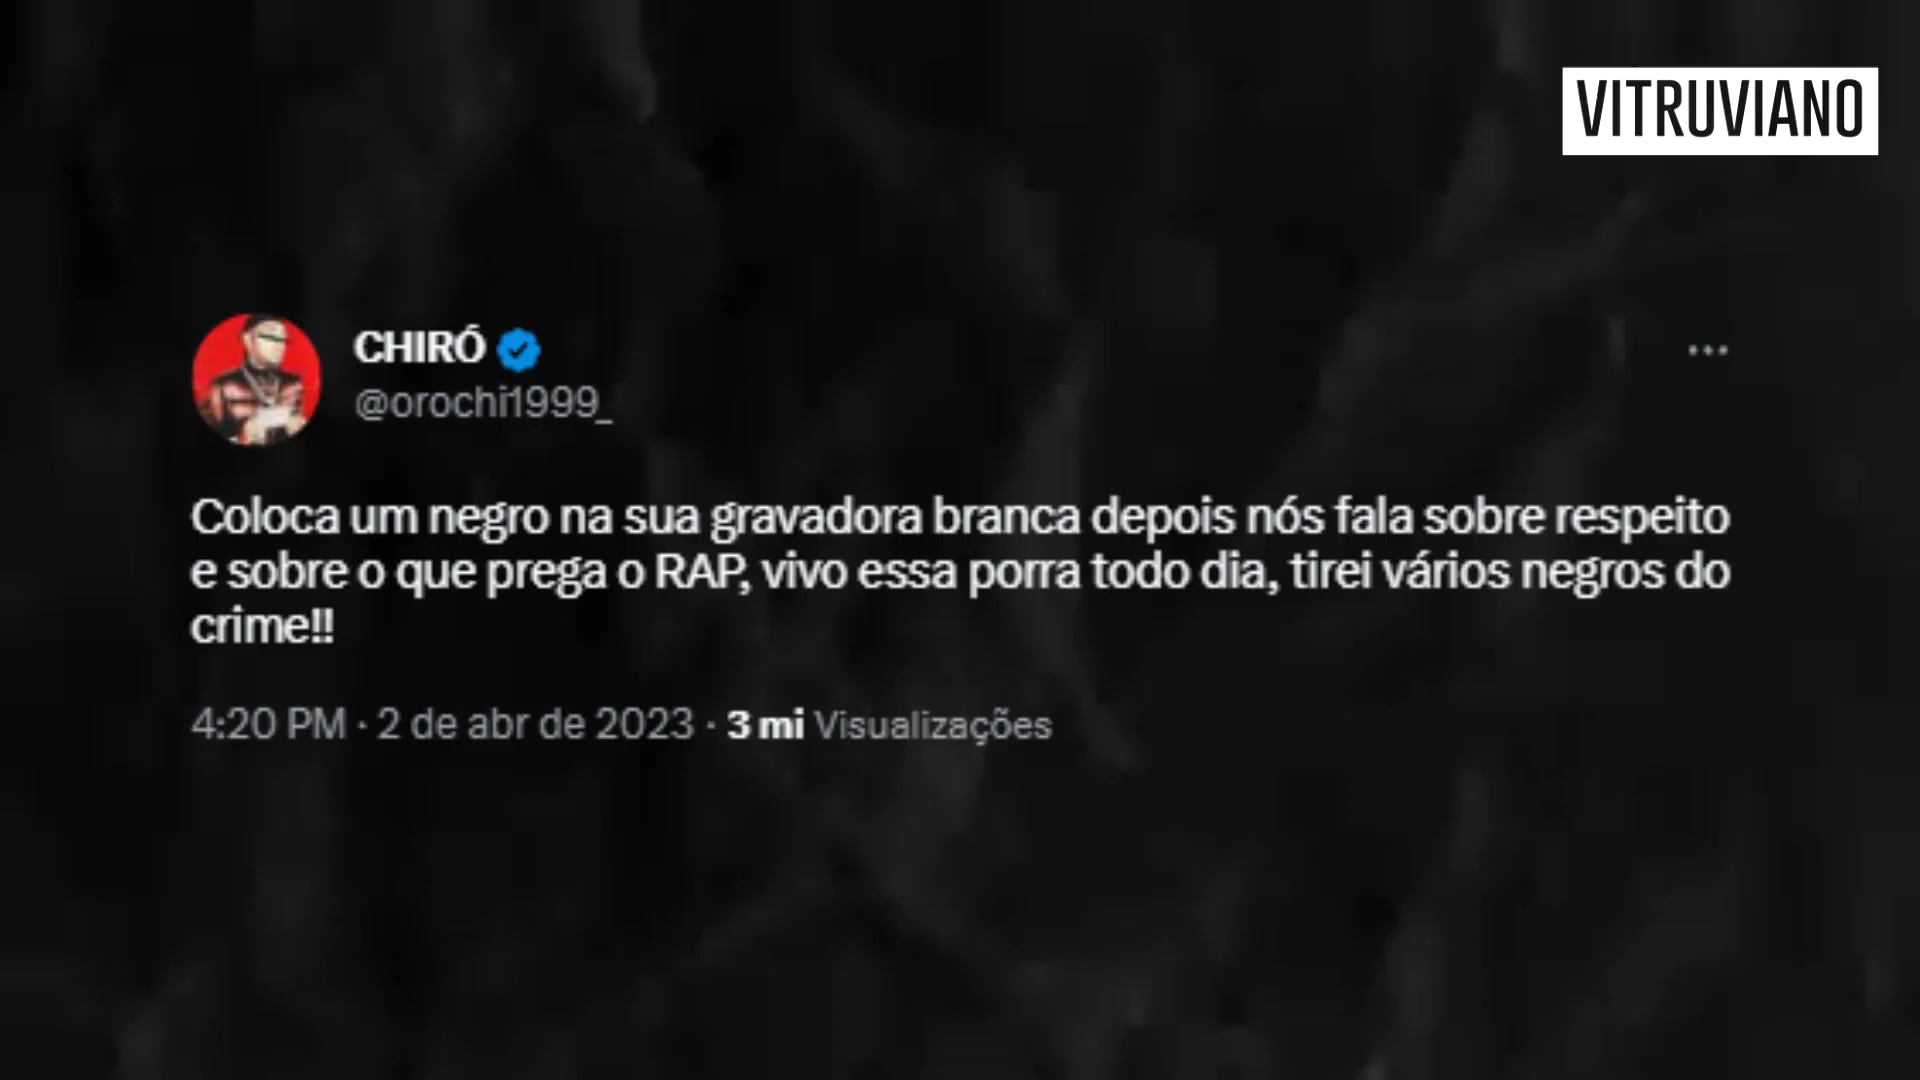 VITRUVIANO
CHIRÓ
@orochi1999_
Coloca um negro na sua gravadora branca depois nós fala sobre respeito
e sobre o que prega o RAP, vivo essa porra todo dia, tirei vários negros do
crime!!
4:20 PM · 2 de abr de 2023 · 3 mi Visualizações